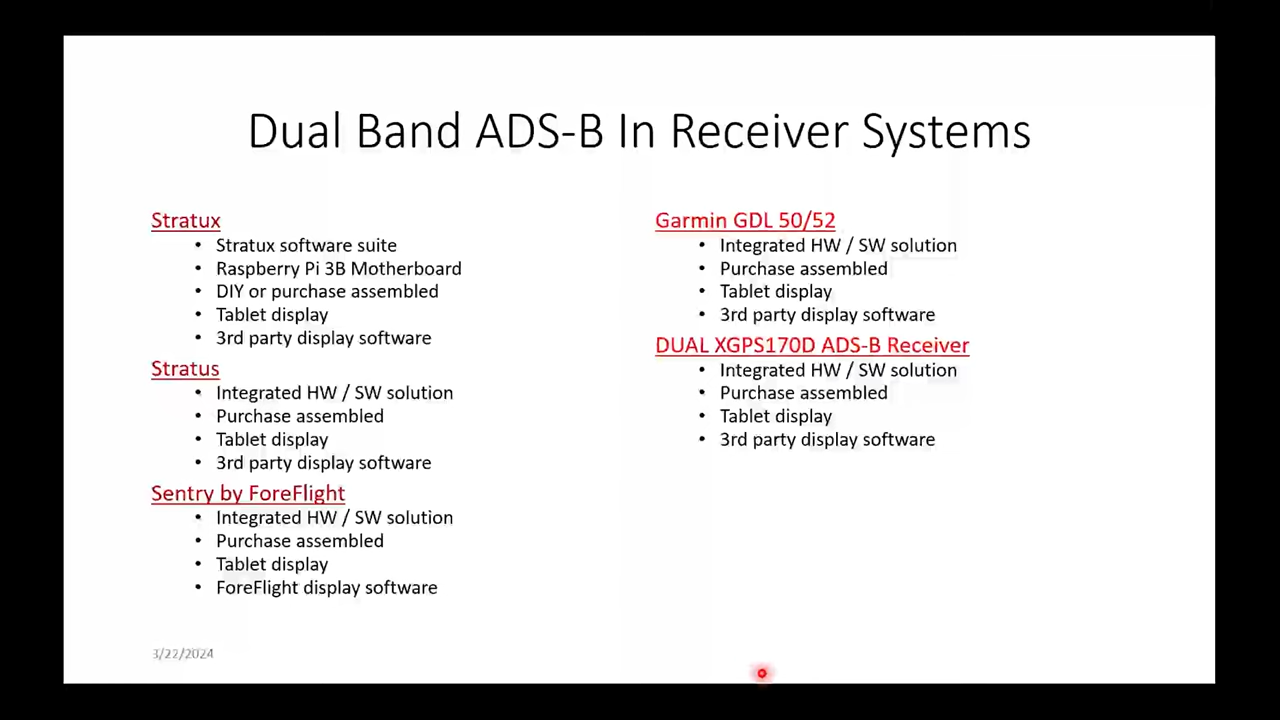 Dual Band ADS-B In Receiver Systems
Stratux
• Stratux software suite
• Raspberry Pi 3B Motherboard
• DIY or purchase assembled
• Tablet display
• 3rd party display software
Stratus
• Integrated HW / SW solution
• Purchase assembled
• Tablet display
• 3rd party display software
Sentry by ForeFlight
• Integrated HW / SW solution
• Purchase assembled
• Tablet display
• ForeFlight display software
Garmin GDL 50/52
• Integrated HW / SW solution
• Purchase assembled
• Tablet display
• 3rd party display software
DUAL XGPS170D ADS-B Receiver
• Integrated HW / SW solution
• Purchase assembled
• Tablet display
• 3rd party display software
3/22/2024